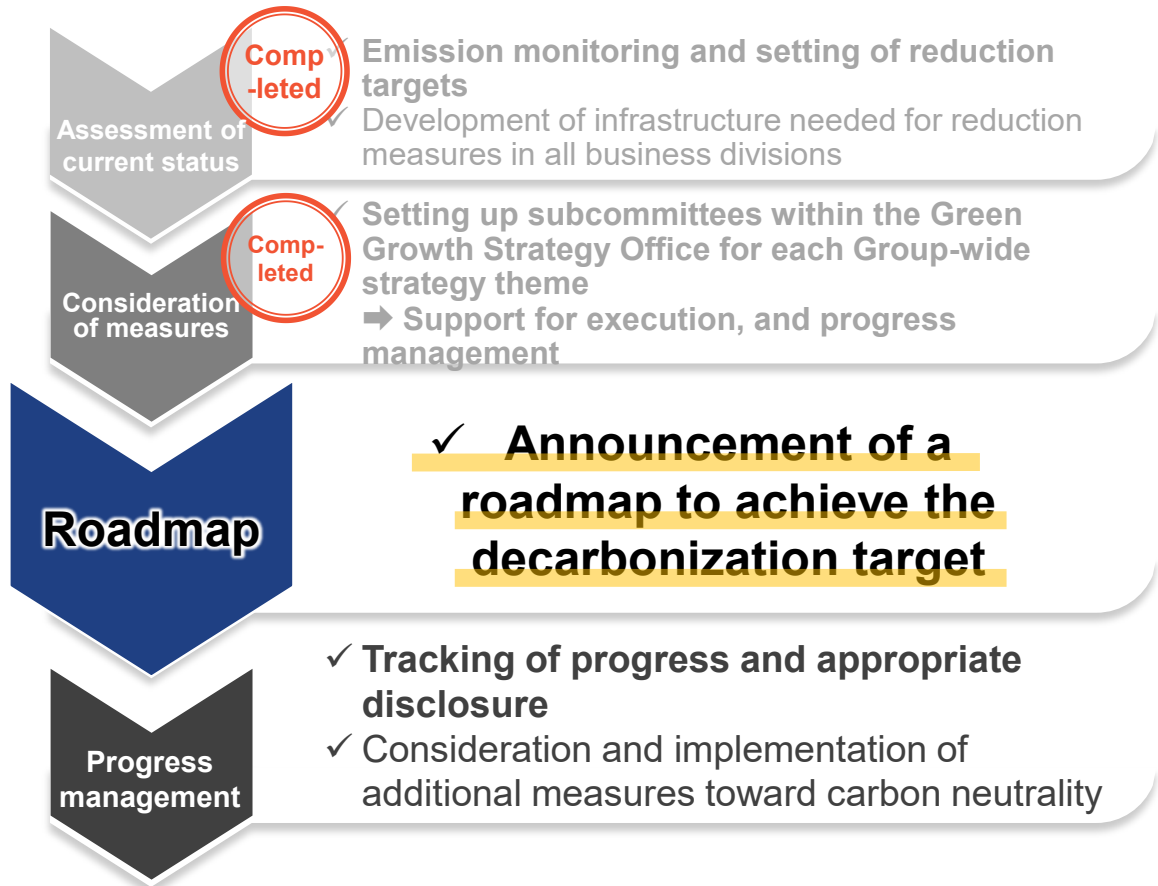 Comp
-leted
Assessment of
current status
✓ Emission monitoring and setting of reduction
targets
✓ Development of infrastructure needed for reduction
measures in all business divisions
Comp-
leted
Consideration
of measures
✓ Setting up subcommittees within the Green
Growth Strategy Office for each Group-wide
strategy theme
➡ Support for execution, and progress
management
Roadmap
✓ Announcement of a
roadmap to achieve the
decarbonization target
Progress
management
✓ Tracking of progress and appropriate
disclosure
✓ Consideration and implementation of
additional measures toward carbon neutrality